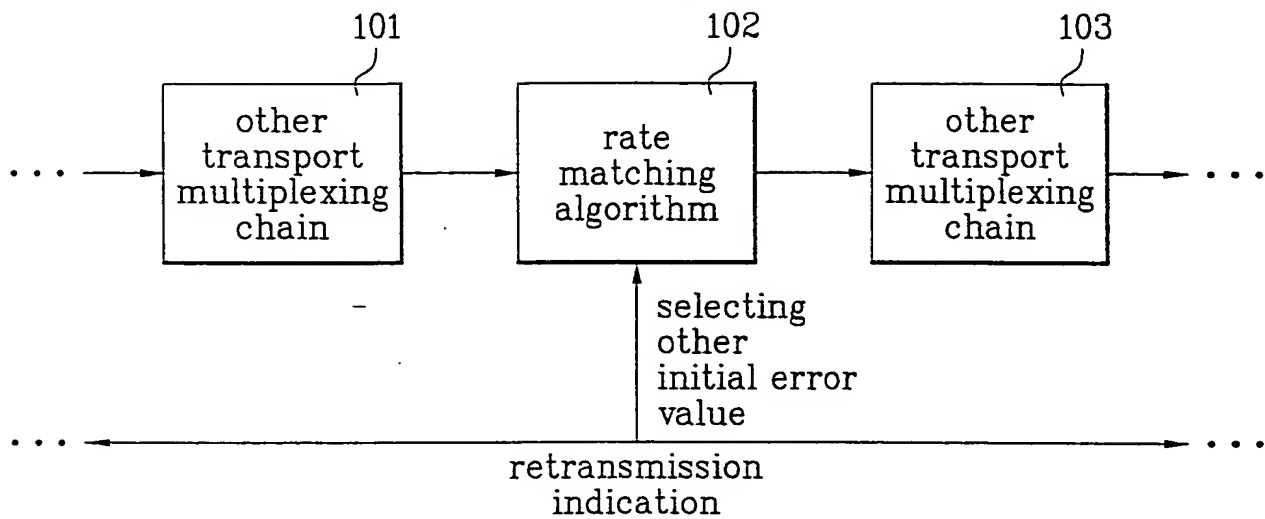 101
102
103
other
transport
multiplexing
chain
rate
matching
algorithm
other
transport
multiplexing
chain
selecting
other
initial error
value
retransmission
indication